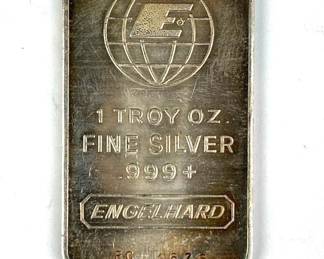 E
1 TROY OZ.
FINE SILVER
.999+
ENGELHARD